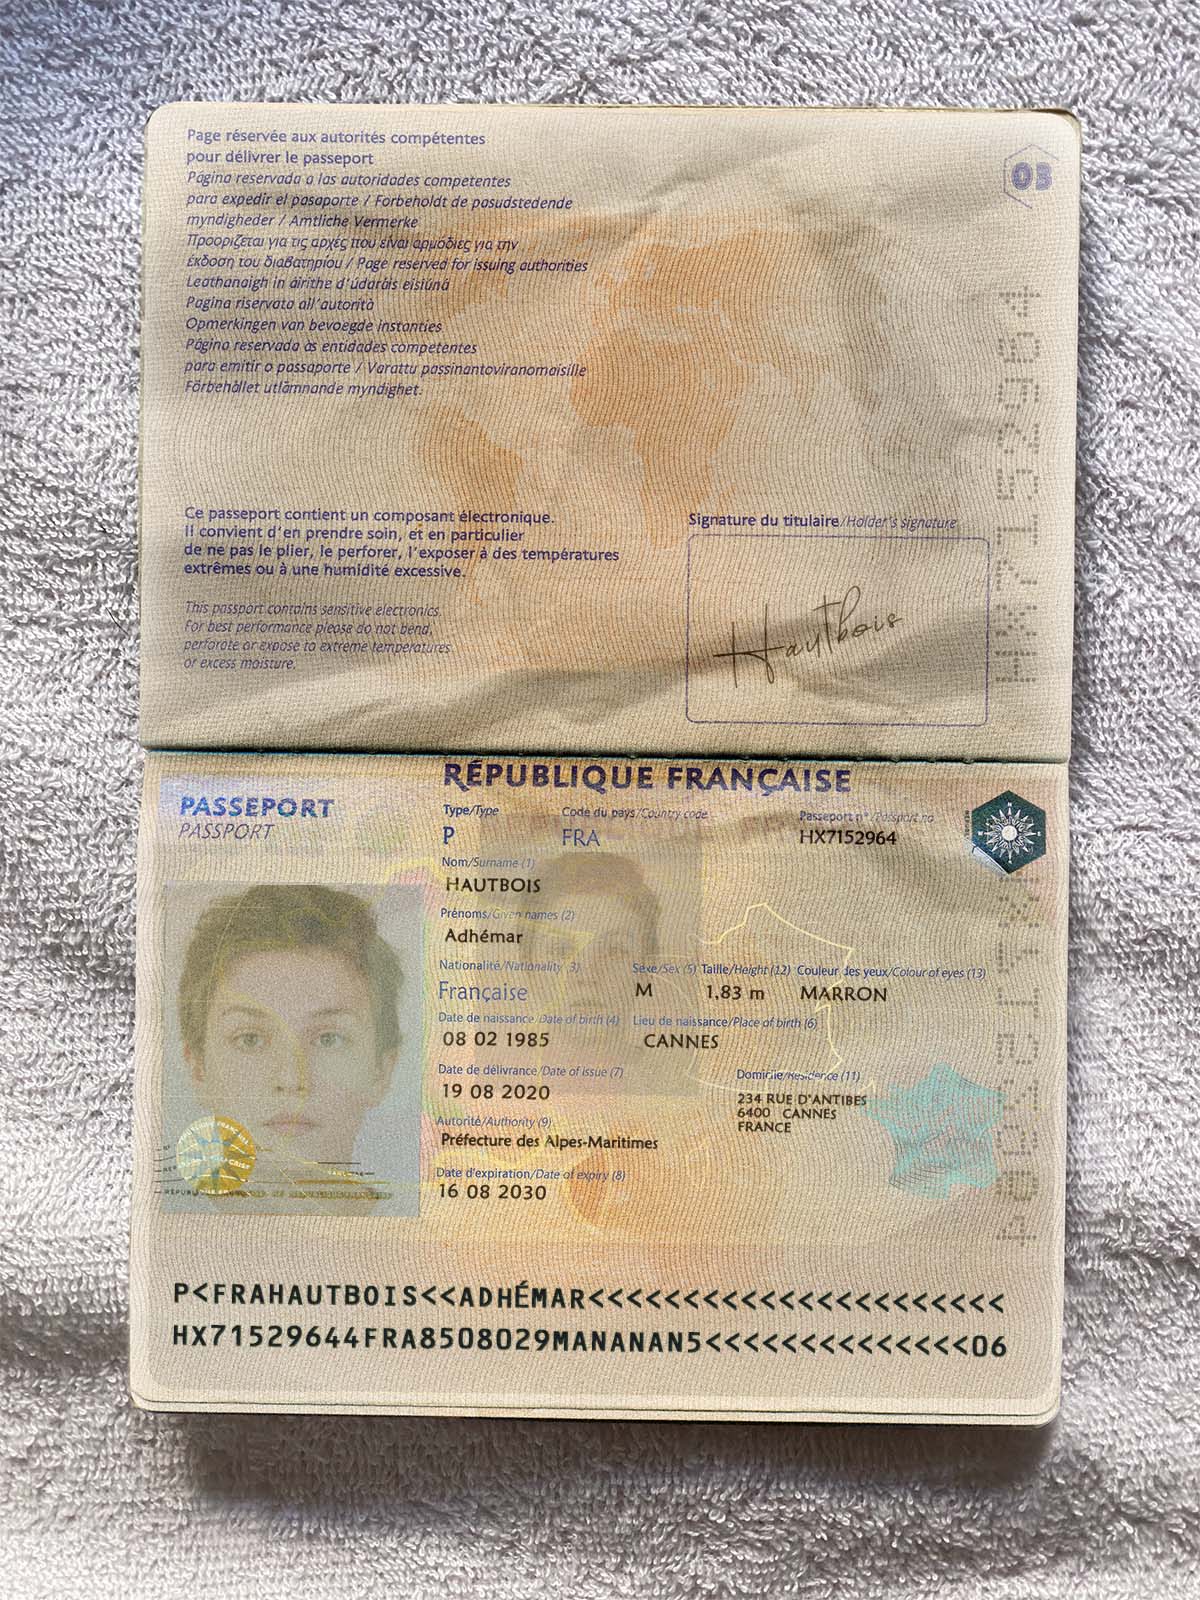 Page réservée aux autorités compétentes
pour délivrer le passeport
Pagina reservada a las autoridades competentes
para expedir el pasaporte / Forbeholdt de pasudstedende
myndigheder / Amtliche Vermerke
Προορίζεται για τις αρχές που είναι αρμόδιες για την
έκδοση του διαβατηρίου / Page reserved for issuing authorities
Leathanaigh in áirithe d'údaráis eisiúná
Pagina riservata all'autorità
Opmerkingen van bevoegde instanties
Página reservada às entidades competentes
para emitir o passaporte / Varattu passinantoviranomaisille
Förbehållet utlämnande myndighet.
03
HX7152964
Ce passeport contient un composant électronique.
Il convient d'en prendre soin, et en particulier
de ne pas le plier, le perforer, l'exposer à des températures
extrêmes ou à une humidité excessive.
This passport contains sensitive electronics.
For best performance please do not bend,
perforate or expose to extreme temperatures
or excess moisture.
Signature du titulaire/Holder's signature
Hautbois
RÉPUBLIQUE FRANÇAISE
PASSEPORT
PASSPORT
Type/Type Code du pays/Country code Passeport n°/Passport no
P FRA HX7152964
Nom/Surname (1)
HAUTBOIS
Prénoms/Given names (2)
Adhémar
Nationalité/Nationality (3) Sexe/Sex (5) Taille/Height (12) Couleur des yeux/Colour of eyes (13)
Française M 1,83 m MARRON
Date de naissance/Date of birth (4) Lieu de naissance/Place of birth (6)
08 02 1985 CANNES
Date de délivrance/Date of issue (7) Domicile/Residence (11)
19 08 2020 234 RUE D'ANTIBES
6400 CANNES
FRANCE
Autorité/Authority (9)
Préfecture des Alpes-Maritimes
Date d'expiration/Date of expiry (8)
16 08 2030
P<FRAHAUTBOIS<<ADHÉMAR<<<<<<<<<<<<<<<<<<<<<<
HX71529644FRA8508029MANANAN5<<<<<<<<<<<<<<06